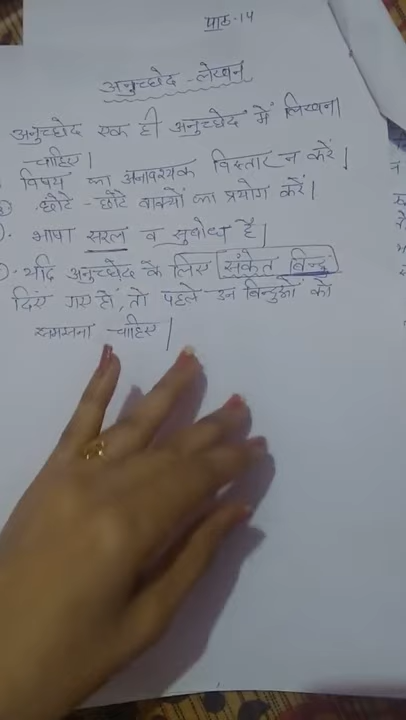 पाठ-14
अनुच्छेद-लेखन
अनुच्छेद एक ही अनुच्छेद में लिखना
चाहिए।
विषय का अनावश्यक विस्तार न करें।
छोटे-छोटे वाक्यों का प्रयोग करें।
भाषा सरल व सुबोध है।
यदि अनुच्छेद के लिए संकेत बिन्दु
दिए गए हों, तो पहले उन बिन्दुओं को
समझना चाहिए।